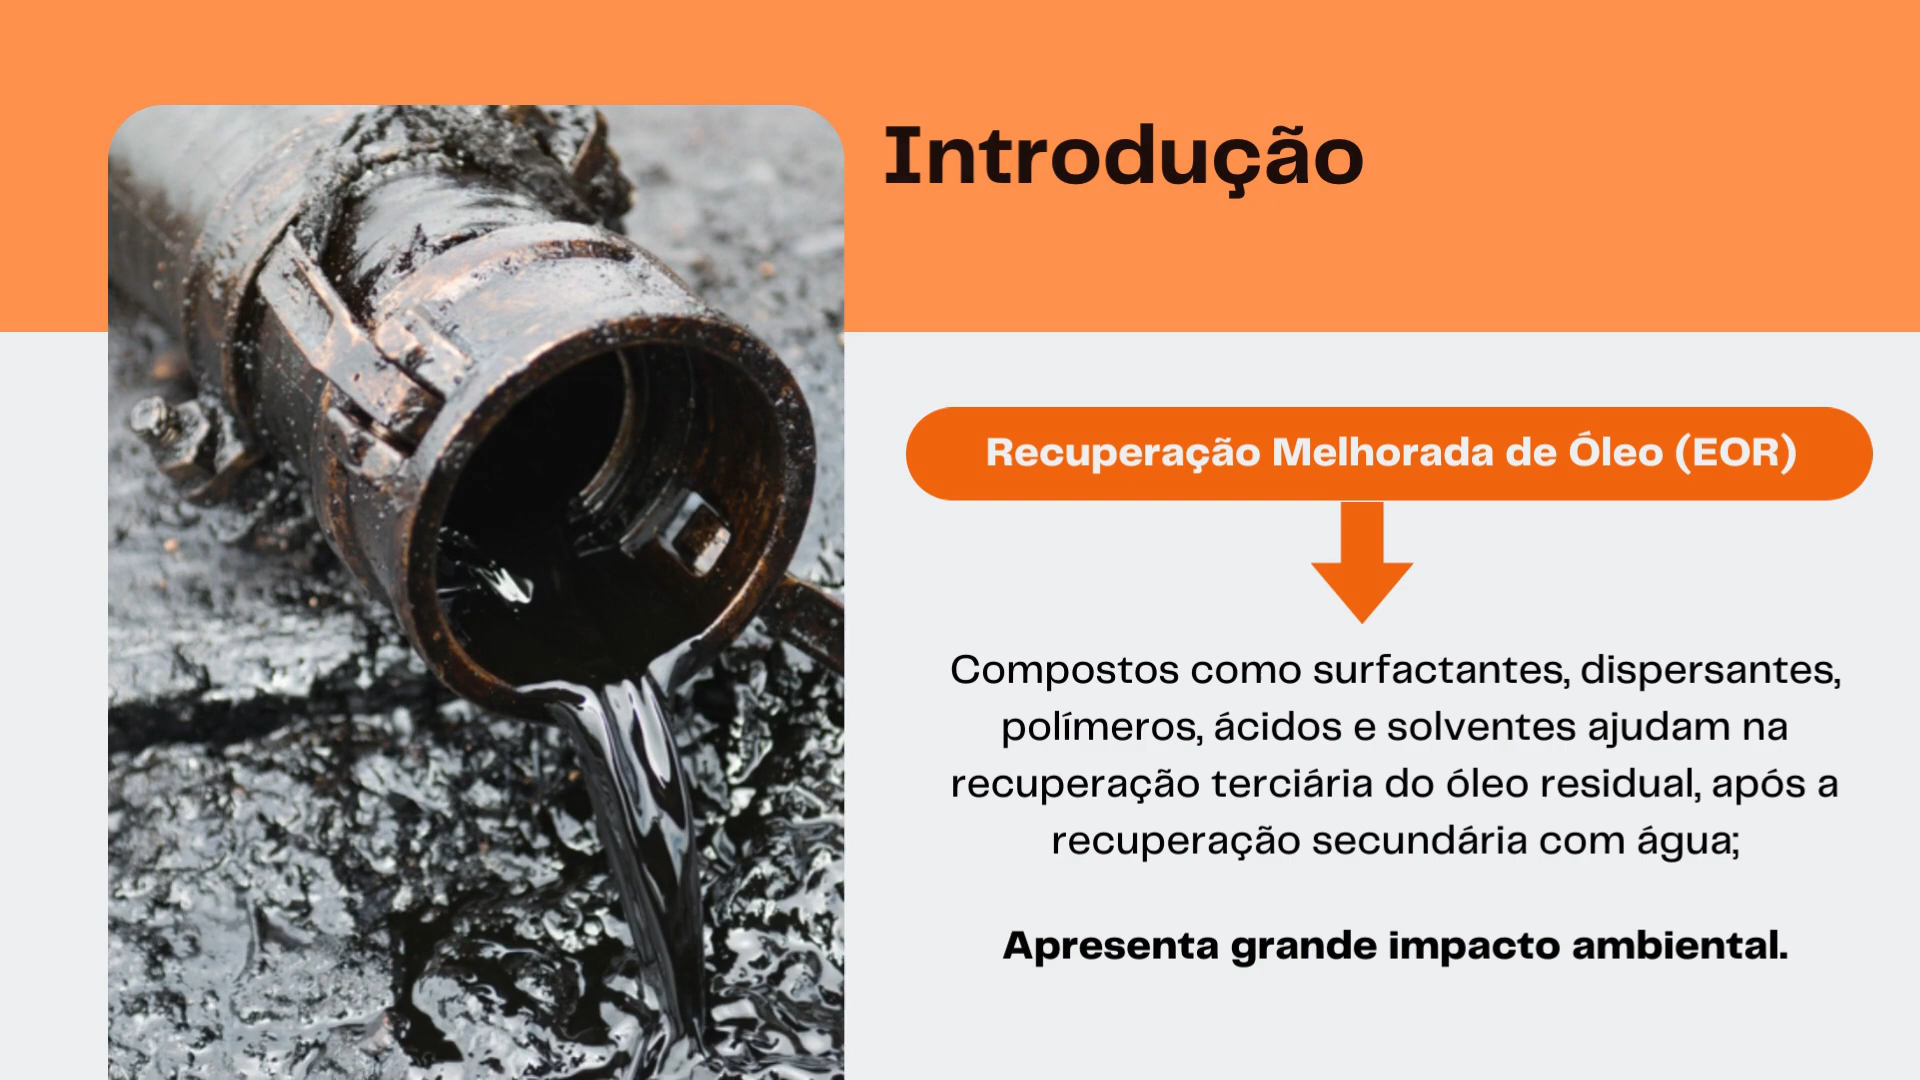 Introdução
Recuperação Melhorada de Óleo (EOR)
Compostos como surfactantes, dispersantes,
polímeros, ácidos e solventes ajudam na
recuperação terciária do óleo residual, após a
recuperação secundária com água;
Apresenta grande impacto ambiental.